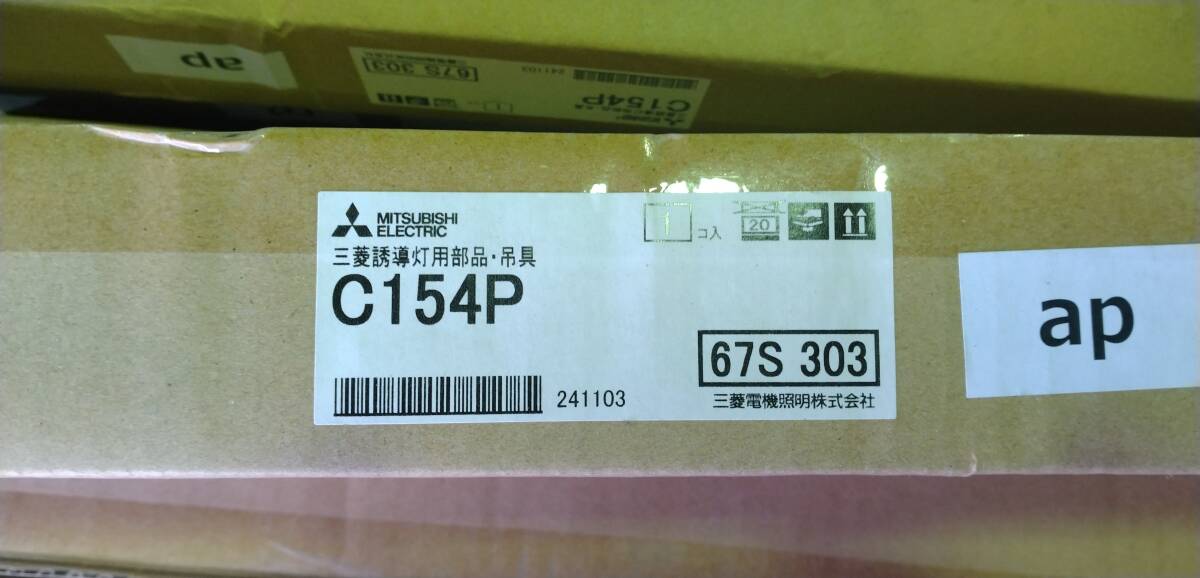 ap
67S 303
241103
C154P
MITSUBISHI
ELECTRIC
三菱誘導灯用部品・吊具
C154P
1 コ入
20
67S 303
241103
三菱電機照明株式会社
ap